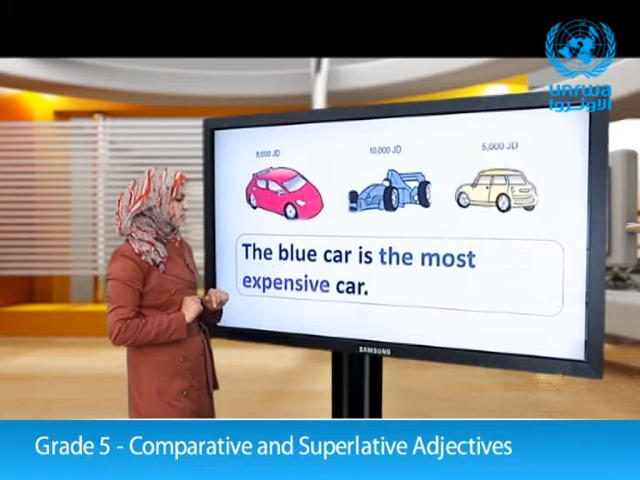 unrwa
الأونروا
6,000 JD
10,000 JD
5,000 JD
The blue car is the most
expensive car.
SAMSUNG
Grade 5 - Comparative and Superlative Adjectives